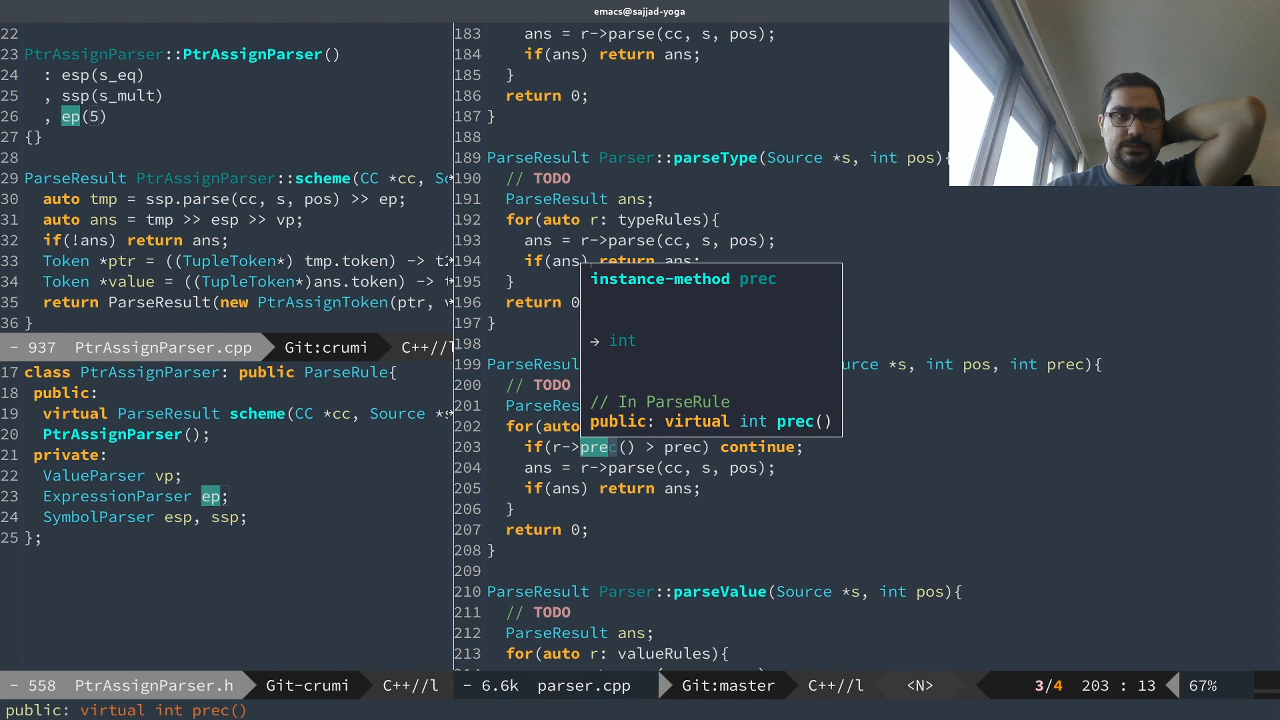 emacs@sajjad-yoga
22
23 PtrAssignParser::PtrAssignParser()
24 : esp(s_eq)
25 , ssp(s_mult)
26 , ep(5)
27 {}
28
29 ParseResult PtrAssignParser::scheme(CC *cc, So
30 auto tmp = ssp.parse(cc, s, pos) >> ep;
31 auto ans = tmp >> esp >> vp;
32 if(!ans) return ans;
33 Token *ptr = ((TupleToken*) tmp.token) -> t2
34 Token *value = ((TupleToken*)ans.token) -> t
35 return ParseResult(new PtrAssignToken(ptr, v
36 }
- 937 PtrAssignParser.cpp Git:crumi C++//l
17 class PtrAssignParser: public ParseRule{
18 public:
19 virtual ParseResult scheme(CC *cc, Source *s
20 PtrAssignParser();
21 private:
22 ValueParser vp;
23 ExpressionParser ep;
24 SymbolParser esp, ssp;
25 };
- 558 PtrAssignParser.h Git-crumi C++//l
183 ans = r->parse(cc, s, pos);
184 if(ans) return ans;
185 }
186 return 0;
187 }
188
189 ParseResult Parser::parseType(Source *s, int pos){
190 // TODO
191 ParseResult ans;
192 for(auto r: typeRules){
193 ans = r->parse(cc, s, pos);
194 if(ans) return ans;
195 }
196 return 0
197 }
198
199 ParseResul urce *s, int pos, int prec){
200 // TODO
201 ParseRes
202 for(auto
203 if(r->prec() > prec) continue;
204 ans = r->parse(cc, s, pos);
205 if(ans) return ans;
206 }
207 return 0;
208 }
209
210 ParseResult Parser::parseValue(Source *s, int pos){
211 // TODO
212 ParseResult ans;
213 for(auto r: valueRules){
instance-method prec
→ int
// In ParseRule
public: virtual int prec()
- 6.6k parser.cpp Git:master C++//l <N> 3/4 203 : 13 67%
public: virtual int prec()